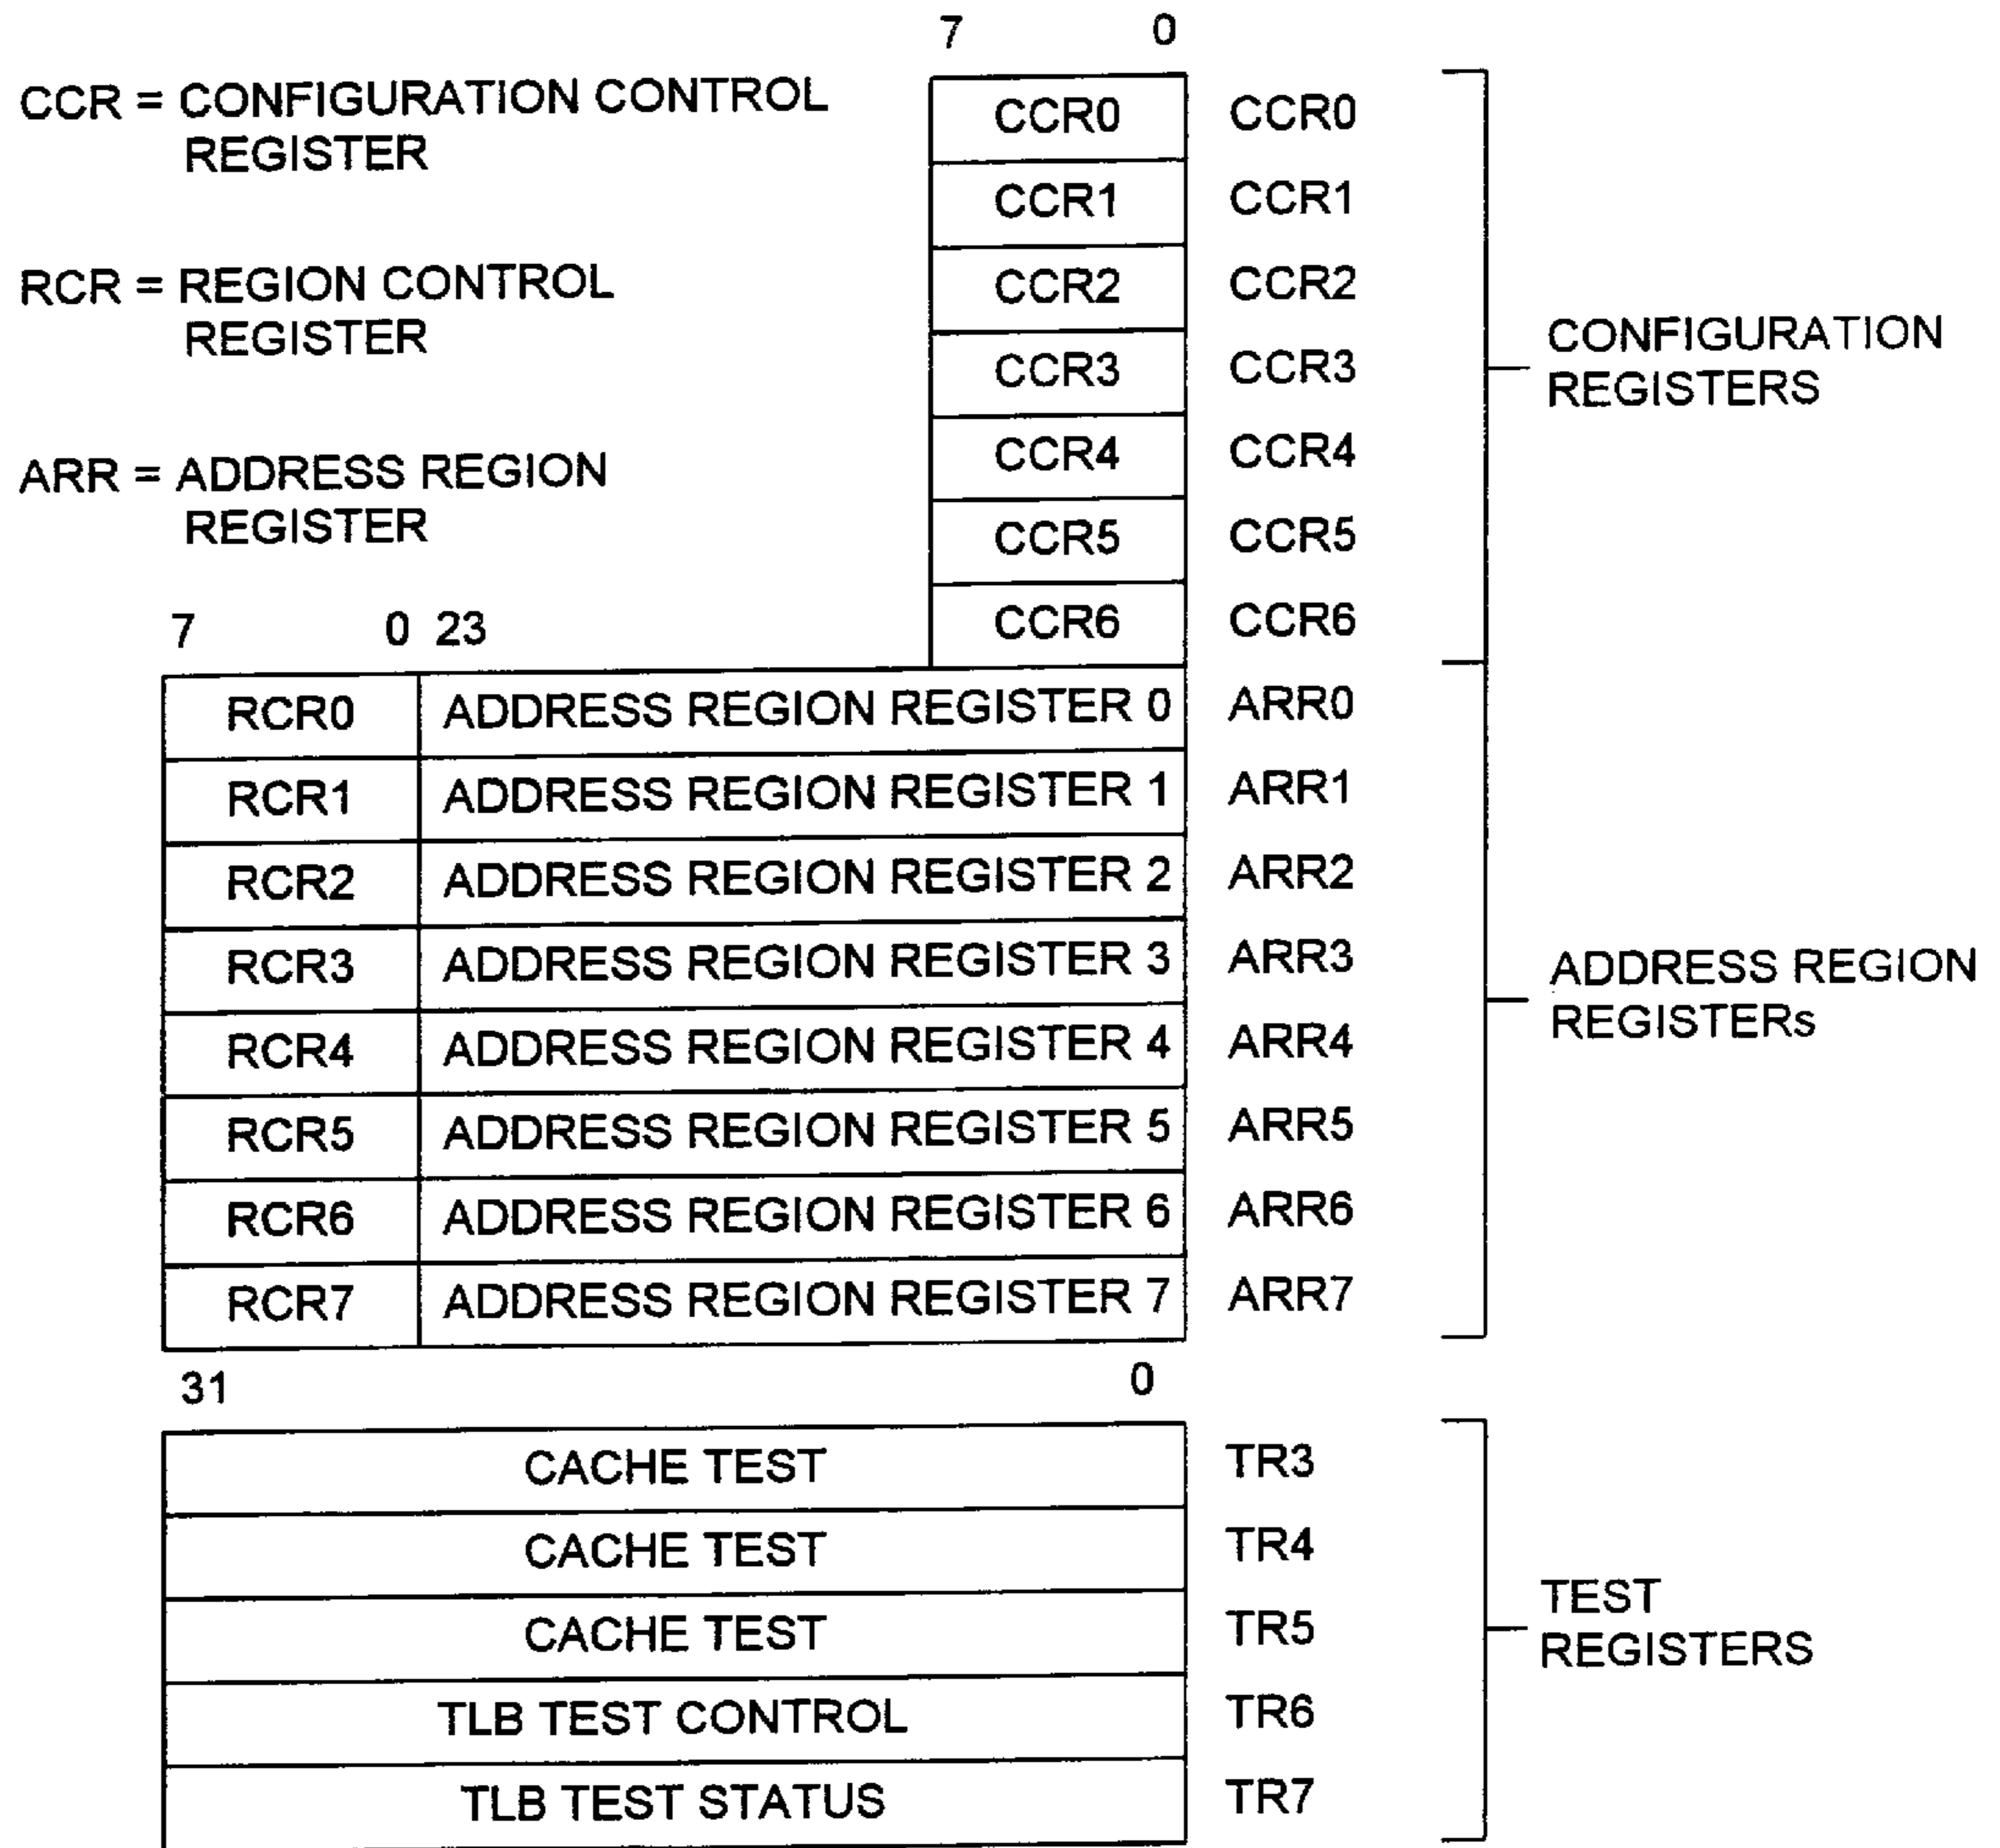 7 0
CCR = CONFIGURATION CONTROL
REGISTER
RCR = REGION CONTROL
REGISTER
ARR = ADDRESS REGION
REGISTER
CCR0 CCR0
CCR1 CCR1
CCR2 CCR2
CCR3 CCR3
CCR4 CCR4
CCR5 CCR5
CCR6 CCR6
CONFIGURATION
REGISTERS
7 0 23
RCR0 ADDRESS REGION REGISTER 0 ARR0
RCR1 ADDRESS REGION REGISTER 1 ARR1
RCR2 ADDRESS REGION REGISTER 2 ARR2
RCR3 ADDRESS REGION REGISTER 3 ARR3
RCR4 ADDRESS REGION REGISTER 4 ARR4
RCR5 ADDRESS REGION REGISTER 5 ARR5
RCR6 ADDRESS REGION REGISTER 6 ARR6
RCR7 ADDRESS REGION REGISTER 7 ARR7
ADDRESS REGION
REGISTERs
31 0
CACHE TEST TR3
CACHE TEST TR4
CACHE TEST TR5
TLB TEST CONTROL TR6
TLB TEST STATUS TR7
TEST
REGISTERS